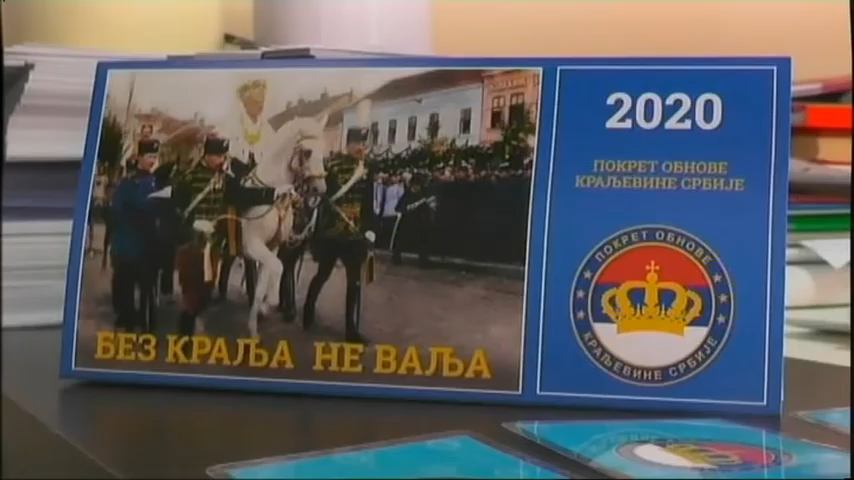 2020
ПОКРЕТ ОБНОВЕ
КРАЉЕВИНЕ СРБИЈЕ
ПОКРЕТ ОБНОВЕ
КРАЉЕВИНЕ СРБИЈЕ
БЕЗ КРАЉА НЕ ВАЉА